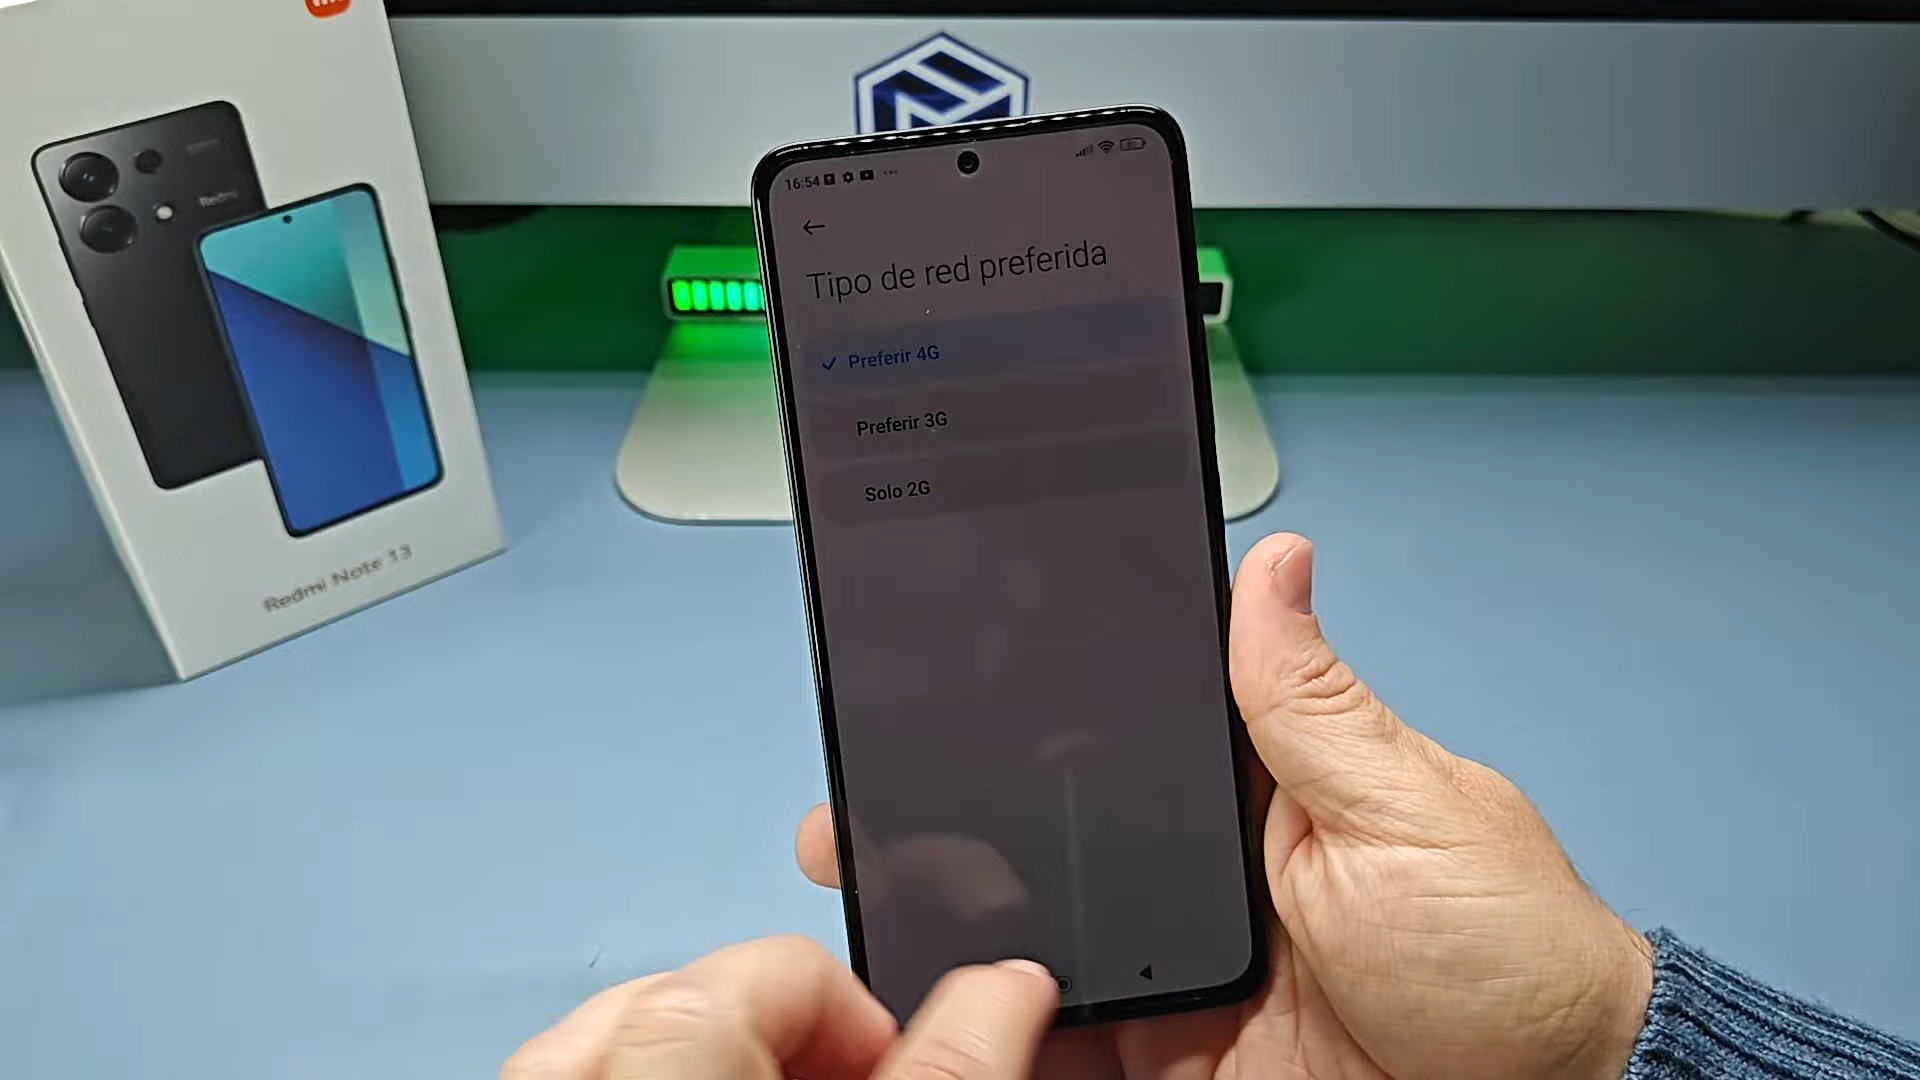 16:54
Tipo de red preferida
Preferir 4G
Preferir 3G
Solo 2G
Redmi
Redmi Note 13